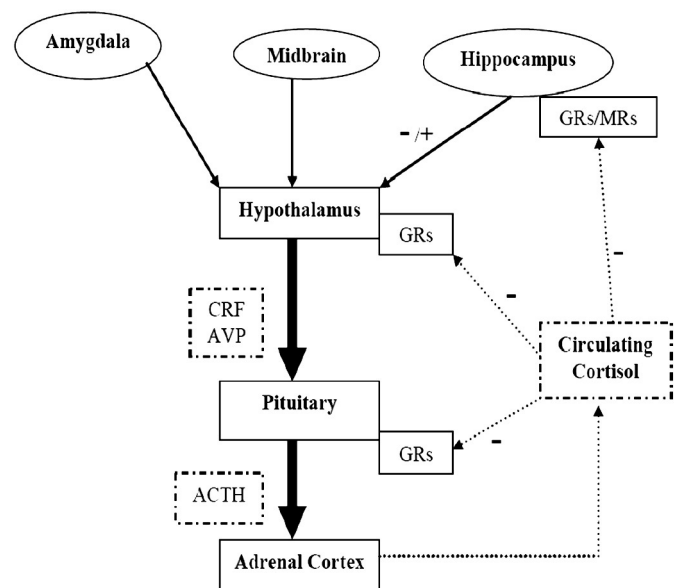 Amygdala
Midbrain
Hippocampus
GRs/MRs
- /+
Hypothalamus
GRs
-
-
CRF
AVP
Circulating
Cortisol
Pituitary
GRs
-
ACTH
Adrenal Cortex